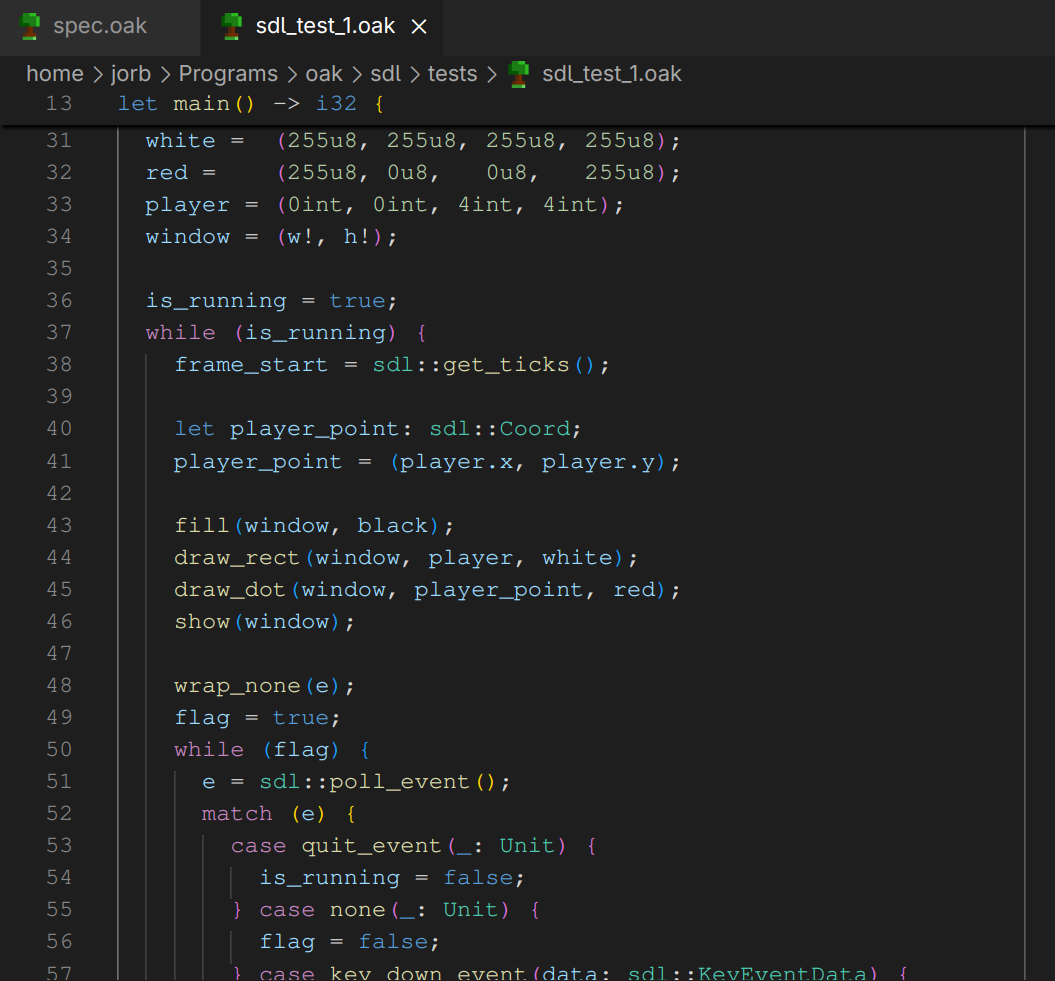 spec.oak sdl_test_1.oak ×
home > jorb > Programs > oak > sdl > tests > sdl_test_1.oak
13 let main() -> i32 {
31 white = (255u8, 255u8, 255u8, 255u8);
32 red = (255u8, 0u8, 0u8, 255u8);
33 player = (0int, 0int, 4int, 4int);
34 window = (w!, h!);
35
36 is_running = true;
37 while (is_running) {
38 frame_start = sdl::get_ticks();
39
40 let player_point: sdl::Coord;
41 player_point = (player.x, player.y);
42
43 fill(window, black);
44 draw_rect(window, player, white);
45 draw_dot(window, player_point, red);
46 show(window);
47
48 wrap_none(e);
49 flag = true;
50 while (flag) {
51 e = sdl::poll_event();
52 match (e) {
53 case quit_event(_: Unit) {
54 is_running = false;
55 } case none(_: Unit) {
56 flag = false;
57 } case key_down_event(data: sdl::KeyEventData) {